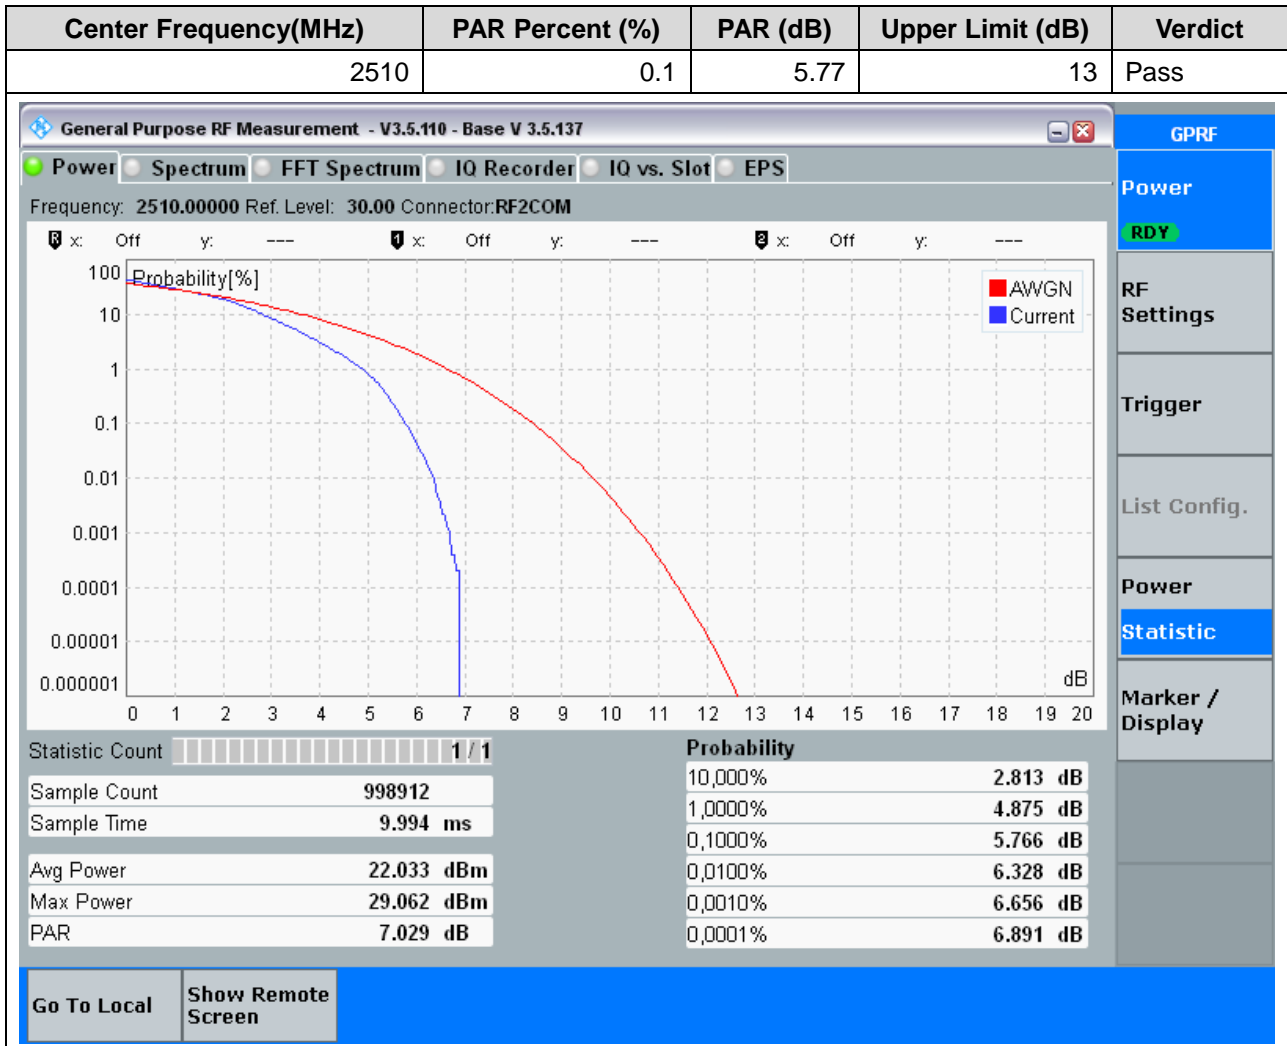 Center Frequency(MHz) PAR Percent (%) PAR (dB) Upper Limit (dB) Verdict
2510 0.1 5.77 13 Pass
General Purpose RF Measurement - V3.5.110 - Base V 3.5.137
GPRF
Power Spectrum FFT Spectrum IQ Recorder IQ vs. Slot EPS
Power
RDY
Frequency: 2510.00000 Ref. Level: 30.00 Connector:RF2COM
R x: Off y: --- 1 x: Off y: --- 2 x: Off y: ---
Probability[%]
100
10
1
0.1
0.01
0.001
0.0001
0.00001
0.000001
AWGN
Current
dB
0 1 2 3 4 5 6 7 8 9 10 11 12 13 14 15 16 17 18 19 20
RF
Settings
Trigger
List Config.
Power
Statistic
Marker /
Display
Statistic Count 1 / 1
Sample Count 998912
Sample Time 9.994 ms
Avg Power 22.033 dBm
Max Power 29.062 dBm
PAR 7.029 dB
Probability
10,000% 2.813 dB
1,0000% 4.875 dB
0,1000% 5.766 dB
0,0100% 6.328 dB
0,0010% 6.656 dB
0,0001% 6.891 dB
Go To Local
Show Remote
Screen